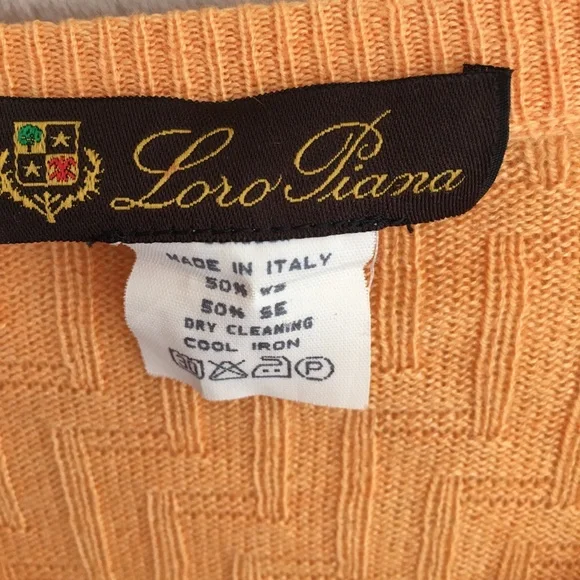 Loro Piana
MADE IN ITALY
50% WS
50% SE
DRY CLEANING
COOL IRON
P